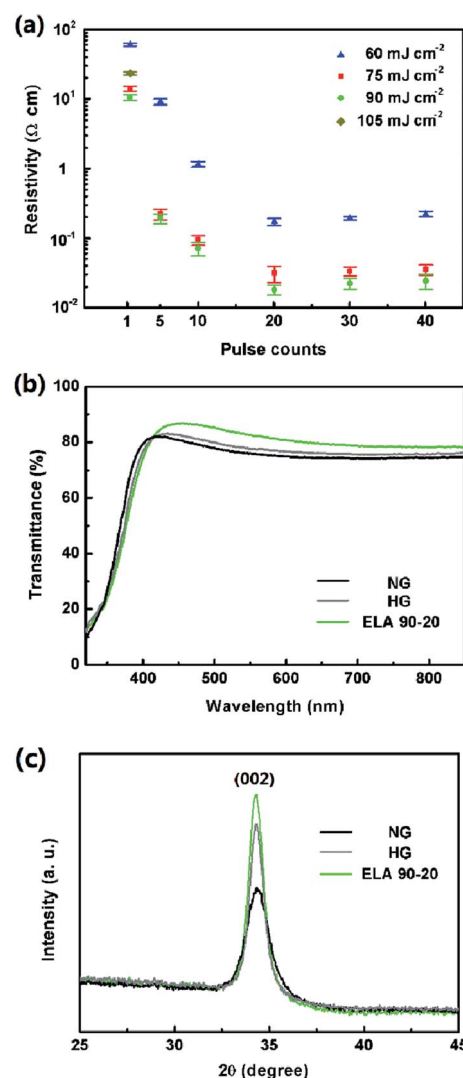 (a)
Resistivity (Ω cm)
10²
10¹
1
10⁻¹
10⁻²
60 mJ cm⁻²
75 mJ cm⁻²
90 mJ cm⁻²
105 mJ cm⁻²
1 5 10 20 30 40
Pulse counts
(b)
Transmittance (%)
100
80
60
40
20
0
NG
HG
ELA 90-20
400 500 600 700 800
Wavelength (nm)
(c)
Intensity (a. u.)
(002)
NG
HG
ELA 90-20
25 30 35 40 45
2θ (degree)